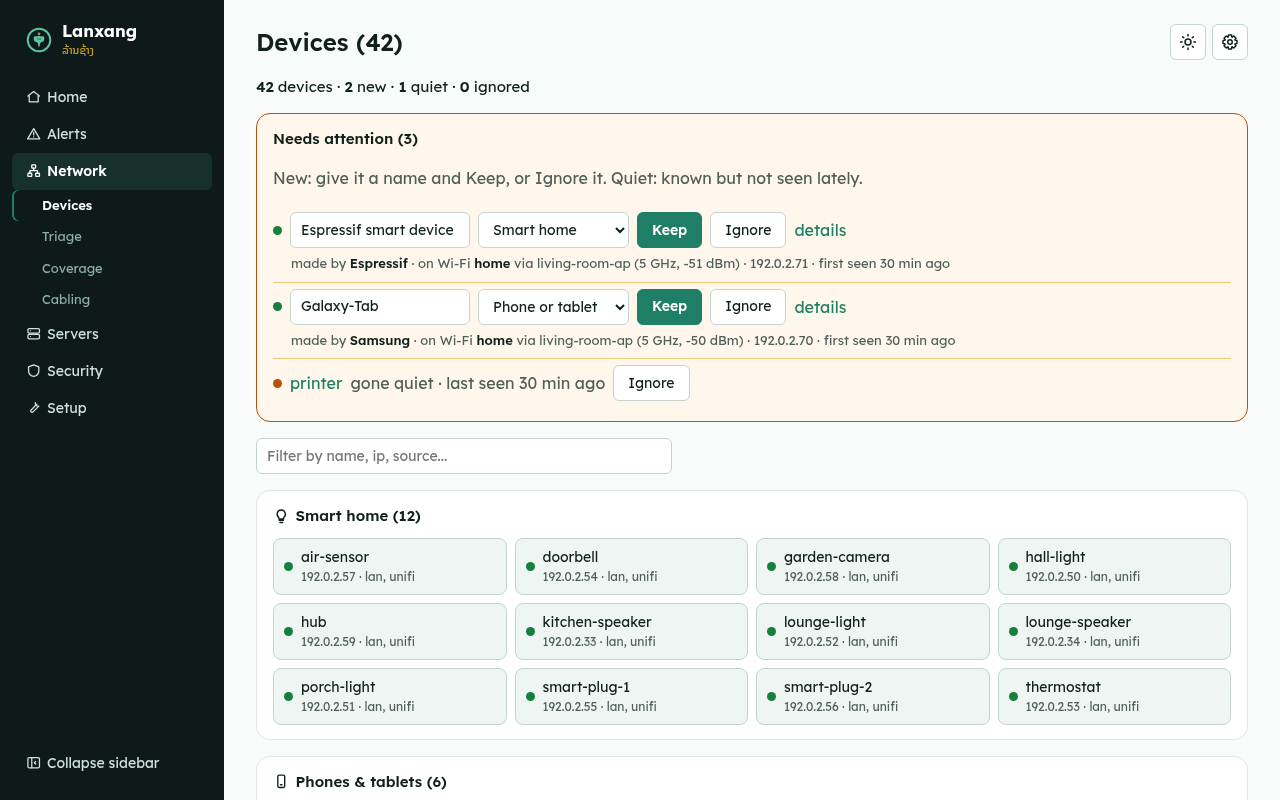 Lanxang
ລ້ານຊ້າງ
Home
Alerts
Network
Devices
Triage
Coverage
Cabling
Servers
Security
Setup
Collapse sidebar
Devices (42)
42 devices · 2 new · 1 quiet · 0 ignored
Needs attention (3)
New: give it a name and Keep, or Ignore it. Quiet: known but not seen lately.
Espressif smart device Smart home Keep Ignore details
made by Espressif · on Wi-Fi home via living-room-ap (5 GHz, -51 dBm) · 192.0.2.71 · first seen 30 min ago
Galaxy-Tab Phone or tablet Keep Ignore details
made by Samsung · on Wi-Fi home via living-room-ap (5 GHz, -50 dBm) · 192.0.2.70 · first seen 30 min ago
printer gone quiet · last seen 30 min ago Ignore
Filter by name, ip, source...
Smart home (12)
air-sensor
192.0.2.57 · lan, unifi
doorbell
192.0.2.54 · lan, unifi
garden-camera
192.0.2.58 · lan, unifi
hall-light
192.0.2.50 · lan, unifi
hub
192.0.2.59 · lan, unifi
kitchen-speaker
192.0.2.33 · lan, unifi
lounge-light
192.0.2.52 · lan, unifi
lounge-speaker
192.0.2.34 · lan, unifi
porch-light
192.0.2.51 · lan, unifi
smart-plug-1
192.0.2.55 · lan, unifi
smart-plug-2
192.0.2.56 · lan, unifi
thermostat
192.0.2.53 · lan, unifi
Phones & tablets (6)